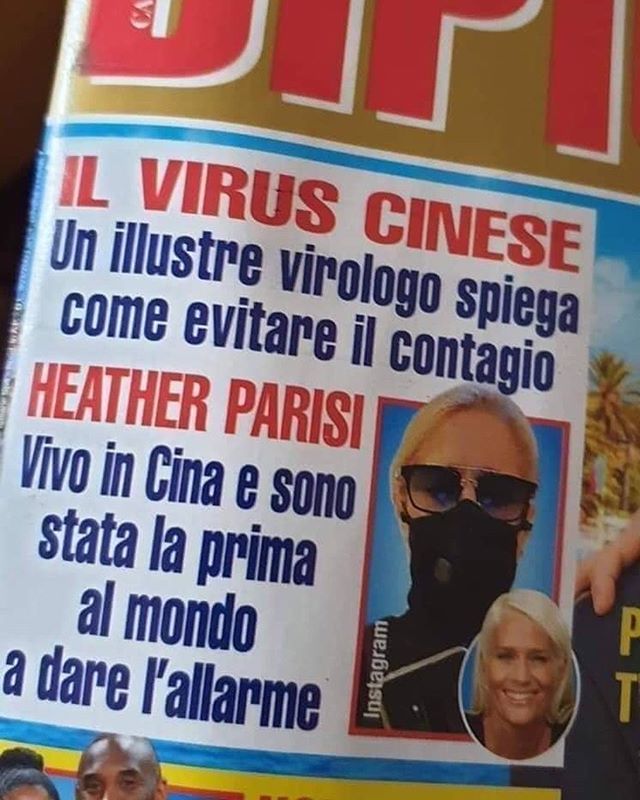 IL VIRUS CINESE
Un illustre virologo spiega
come evitare il contagio
HEATHER PARISI
Vivo in Cina e sono
stata la prima
al mondo
a dare l'allarme
Instagram